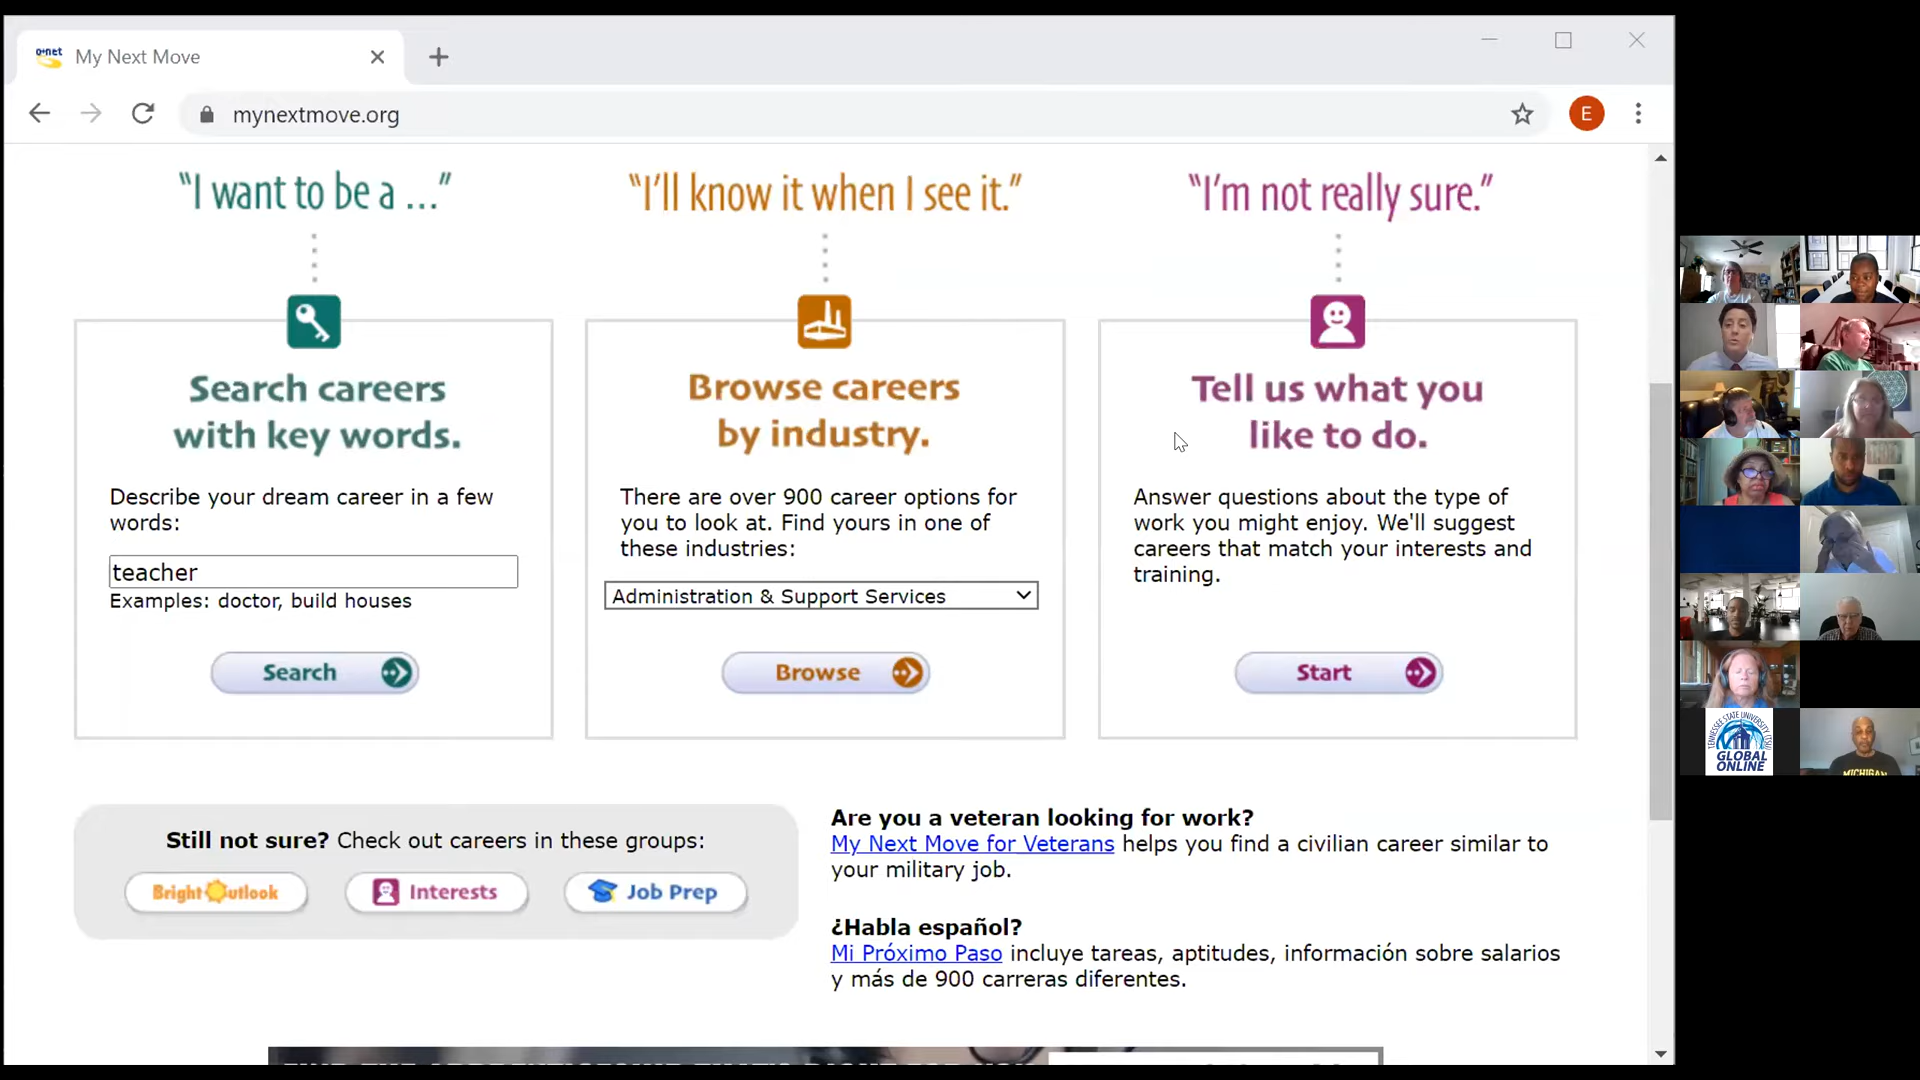 o*net My Next Move
mynextmove.org
E
“I want to be a ...”
“I’ll know it when I see it.”
“I’m not really sure.”
Search careers
with key words.
Describe your dream career in a few
words:
teacher
Examples: doctor, build houses
Search
Browse careers
by industry.
There are over 900 career options for
you to look at. Find yours in one of
these industries:
Administration & Support Services
Browse
Tell us what you
like to do.
Answer questions about the type of
work you might enjoy. We'll suggest
careers that match your interests and
training.
Start
Still not sure? Check out careers in these groups:
Bright Outlook
Interests
Job Prep
Are you a veteran looking for work?
My Next Move for Veterans helps you find a civilian career similar to
your military job.
¿Habla español?
Mi Próximo Paso incluye tareas, aptitudes, información sobre salarios
y más de 900 carreras diferentes.
TENNESSEE STATE UNIVERSITY (TSU)
GLOBAL
ONLINE
MICHIGAN